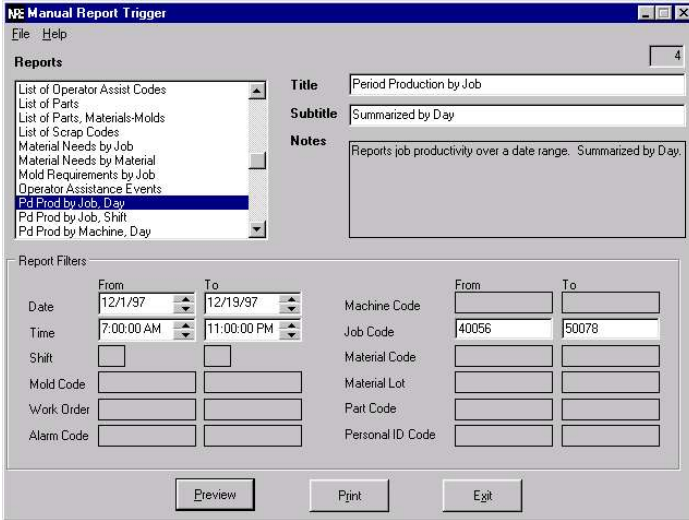 NRE Manual Report Trigger
File Help
4
Reports
List of Operator Assist Codes
List of Parts
List of Parts, Materials-Molds
List of Scrap Codes
Material Needs by Job
Material Needs by Material
Mold Requirements by Job
Operator Assistance Events
Pd Prod by Job, Day
Pd Prod by Job, Shift
Pd Prod by Machine, Day
Title Period Production by Job
Subtitle Summarized by Day
Notes
Reports job productivity over a date range. Summarized by Day.
Report Filters
From To
Date 12/1/97 12/19/97
Time 7:00:00 AM 11:00:00 PM
Shift
Mold Code
Work Order
Alarm Code
From To
Machine Code
Job Code 40056 50078
Material Code
Material Lot
Part Code
Personal ID Code
Preview Print Exit